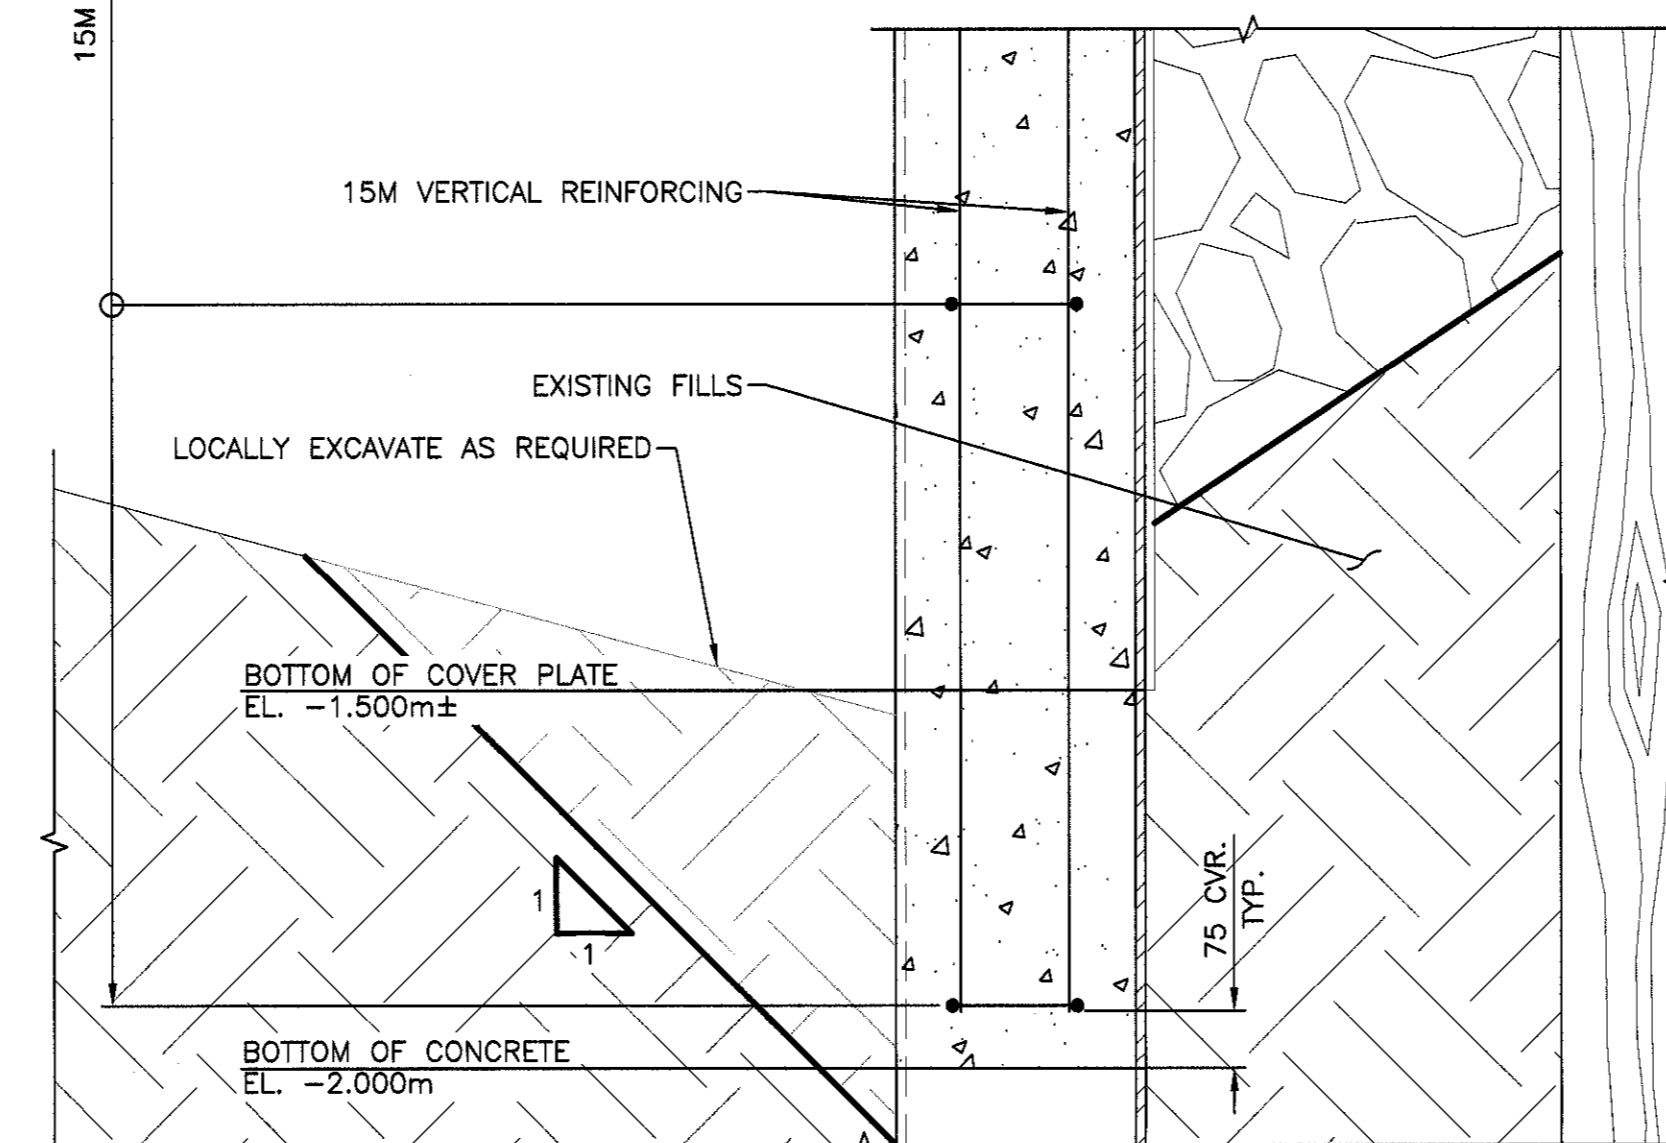 15M
15M VERTICAL REINFORCING
EXISTING FILLS
LOCALLY EXCAVATE AS REQUIRED
BOTTOM OF COVER PLATE
EL. -1.500m±
1
1
75 CVR.
TYP.
BOTTOM OF CONCRETE
EL. -2.000m